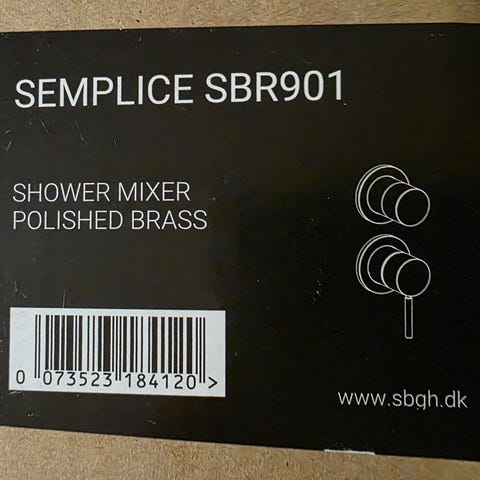 SEMPLICE SBR901
SHOWER MIXER
POLISHED BRASS
0 073523 184120 >
www.sbgh.dk